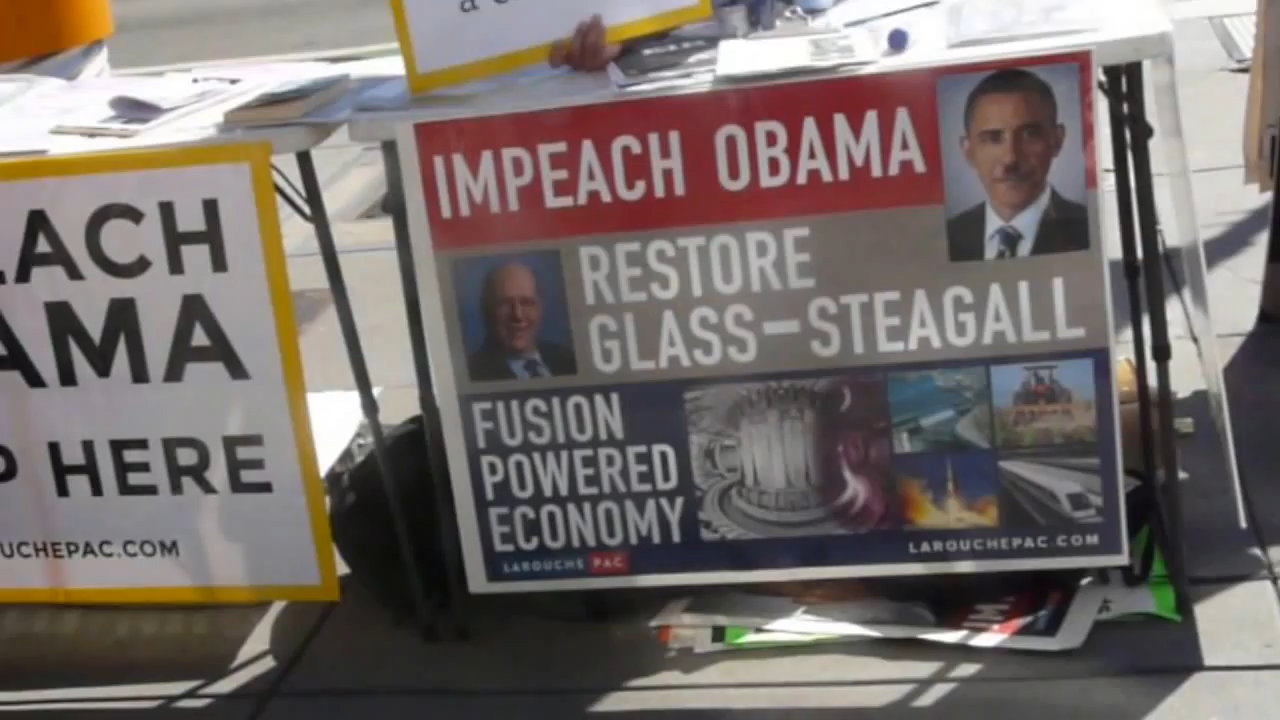 IMPEACH OBAMA
RESTORE
GLASS-STEAGALL
FUSION
POWERED
ECONOMY
LAROUCHE PAC
LAROUCHEPAC.COM
ACH
AMA
HERE
UCHEPAC.COM